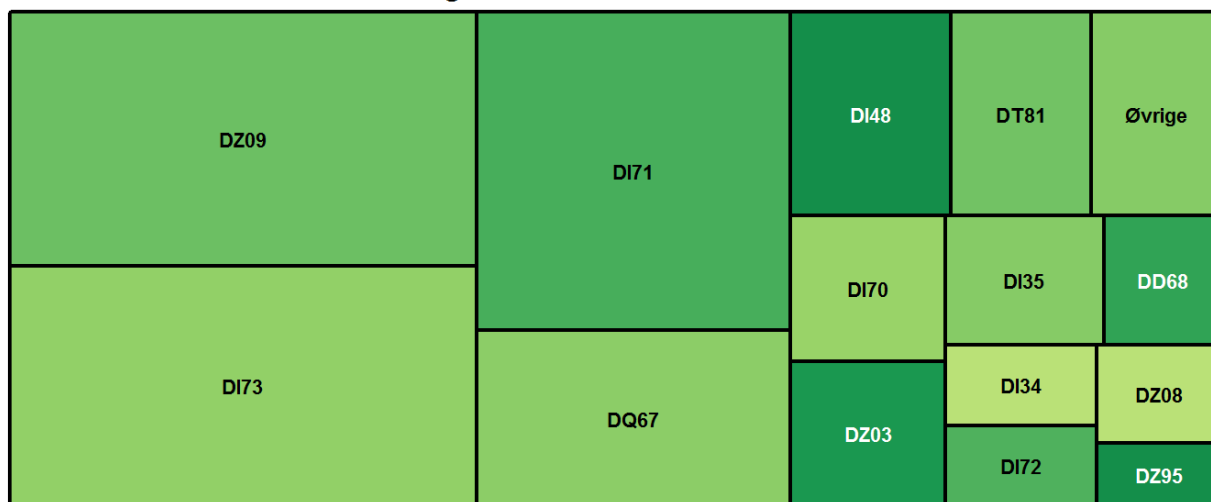 DZ09
DI71
DI48
DT81
Øvrige
DI70
DI35
DD68
DI73
DQ67
DZ03
DI34
DZ08
DI72
DZ95